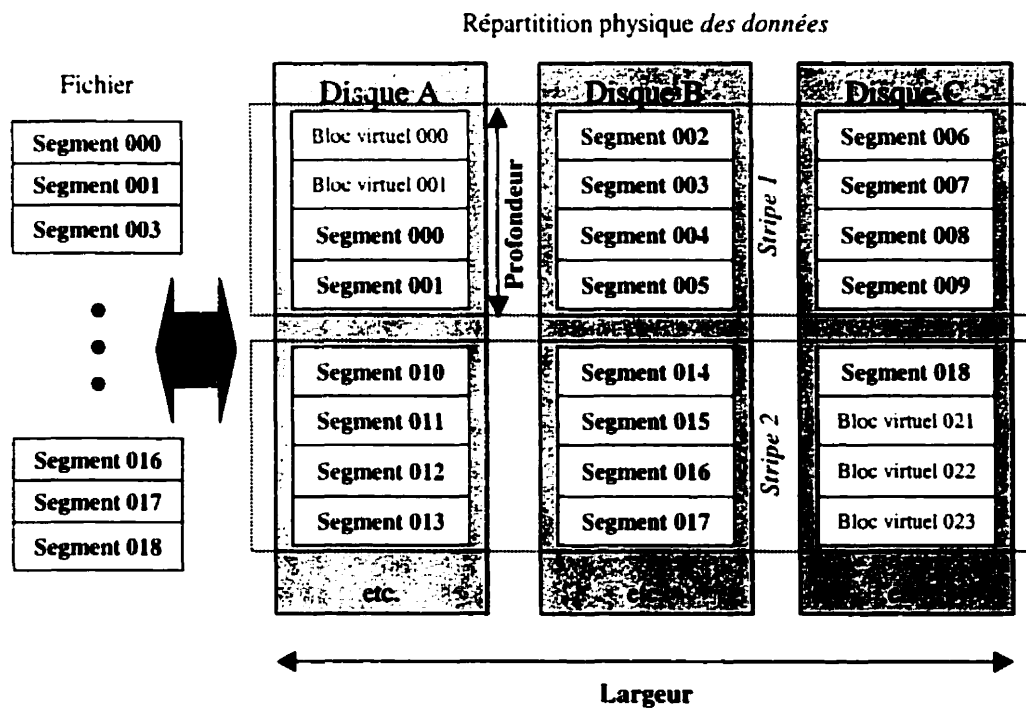 Répartitition physique des données
Fichier
Segment 000
Segment 001
Segment 003
Segment 016
Segment 017
Segment 018
Disque A
Bloc virtuel 000
Bloc virtuel 001
Segment 000
Segment 001
Profondeur
Segment 010
Segment 011
Segment 012
Segment 013
etc.
Disque B
Segment 002
Segment 003
Segment 004
Segment 005
Stripe 1
Segment 014
Segment 015
Segment 016
Segment 017
Stripe 2
Disque C
Segment 006
Segment 007
Segment 008
Segment 009
Segment 018
Bloc virtuel 021
Bloc virtuel 022
Bloc virtuel 023
Largeur